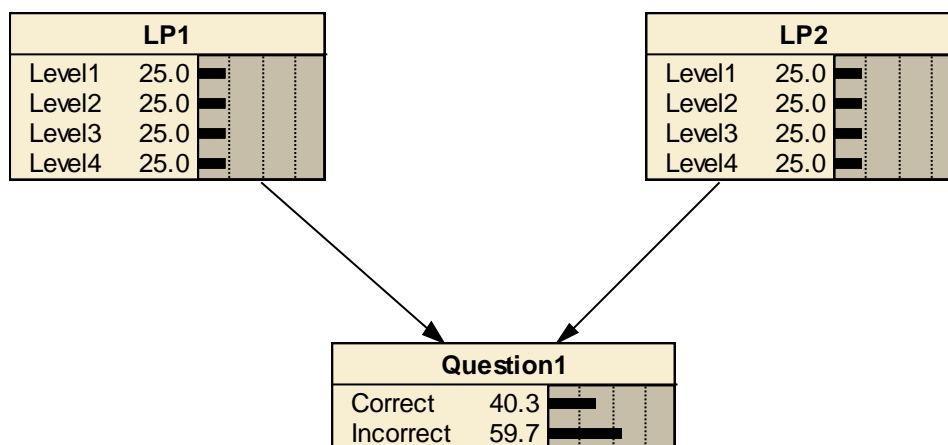 LP1
Level1 25.0
Level2 25.0
Level3 25.0
Level4 25.0
LP2
Level1 25.0
Level2 25.0
Level3 25.0
Level4 25.0
Question1
Correct 40.3
Incorrect 59.7